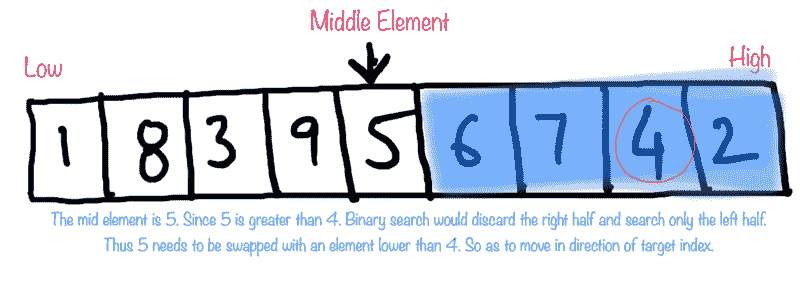 Middle Element
Low
High
1 8 3 9 5 6 7 4 2
The mid element is 5. Since 5 is greater than 4. Binary search would discard the right half and search only the left half.
Thus 5 needs to be swapped with an element lower than 4. So as to move in direction of target index.